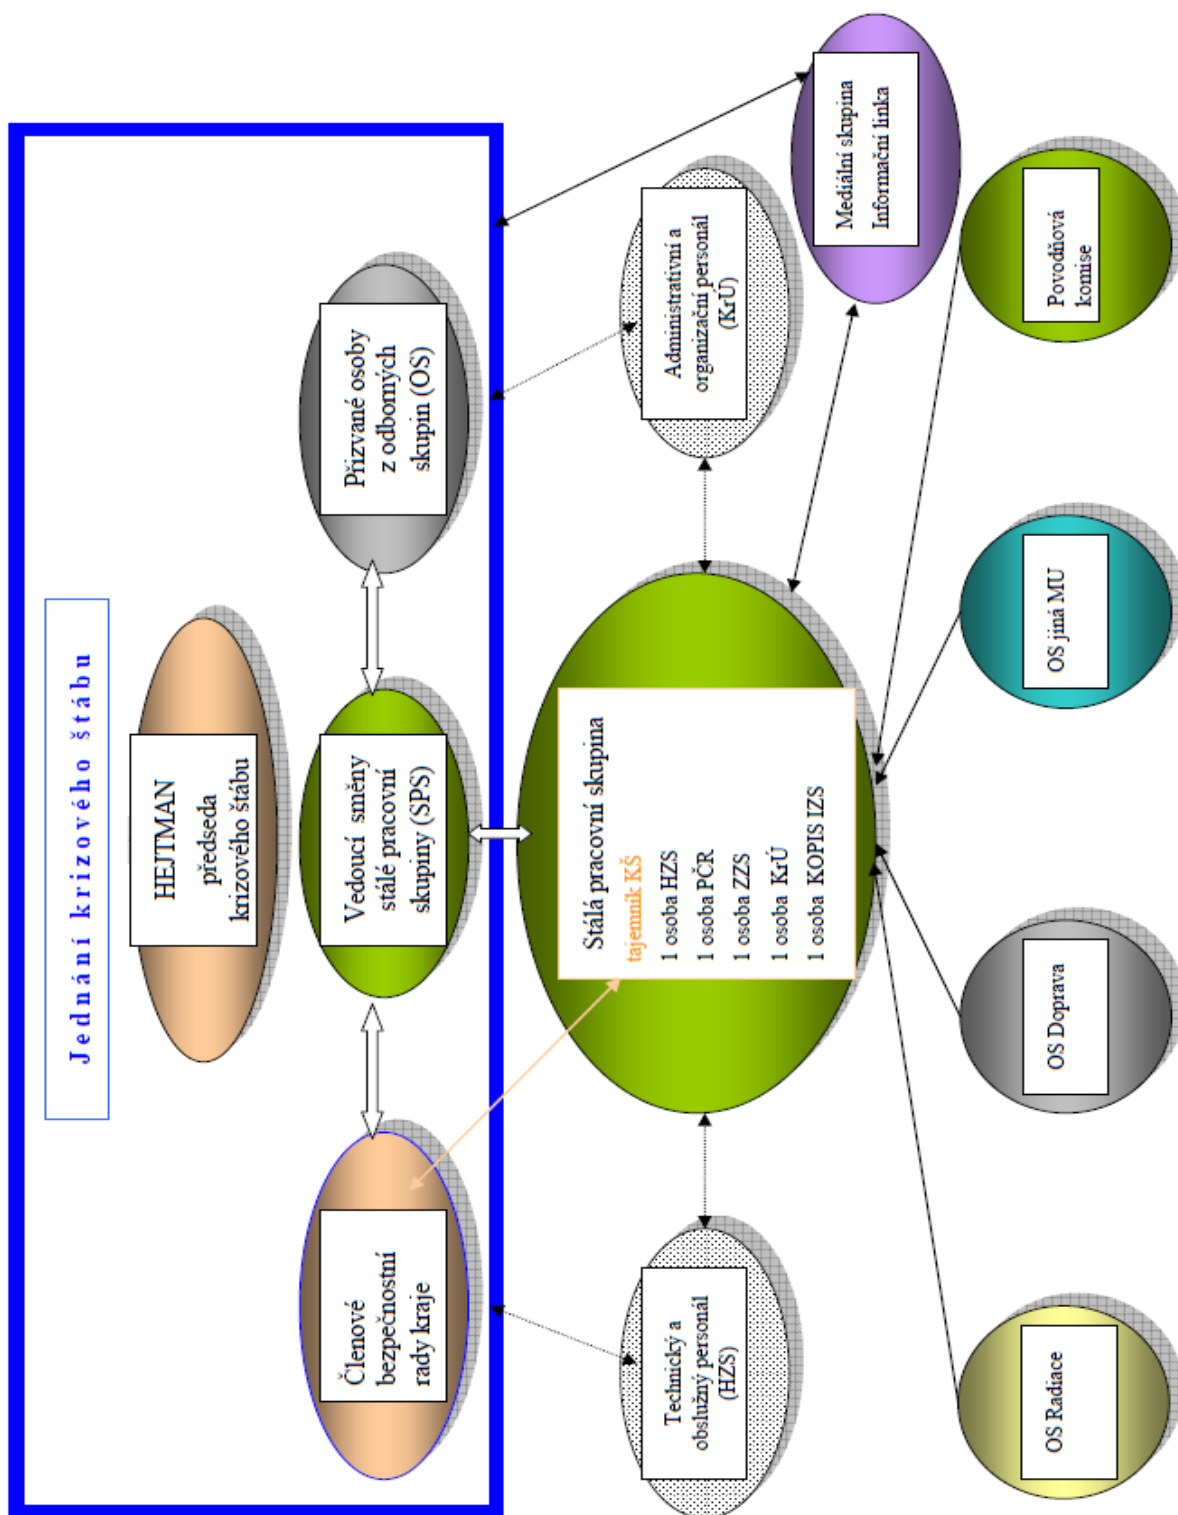 Jednání krizového štábu
HEJTMAN
předseda
krizového štábu
Členové
bezpečnostní
rady kraje
Vedoucí směny
stálé pracovní
skupiny (SPS)
Přizvané osoby
z odborných
skupin (OS)
Technický a
obslužný personál
(HZS)
Stálá pracovní skupina
tajemník KŠ
1 osoba HZS
1 osoba PČR
1 osoba ZZS
1 osoba KrÚ
1 osoba KOPIS IZS
Administrativní a
organizační personál
(KrÚ)
Mediální skupina
Informační linka
OS Radiace
OS Doprava
OS jiná MU
Povodňová
komise